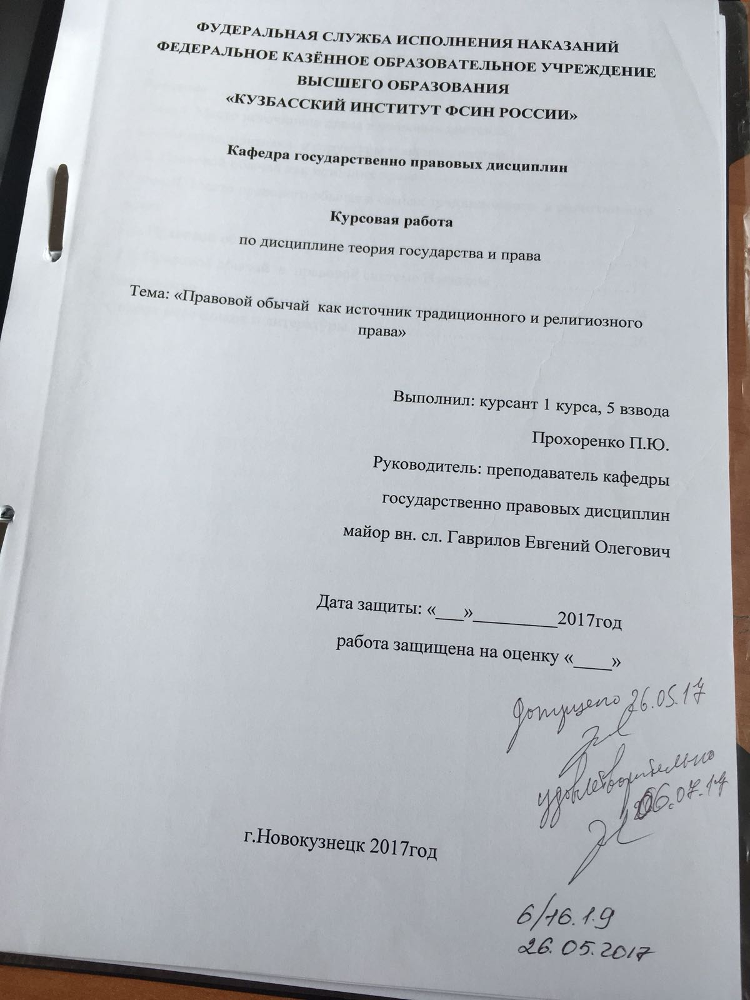 ФУДЕРАЛЬНАЯ СЛУЖБА ИСПОЛНЕНИЯ НАКАЗАНИЙ
ФЕДЕРАЛЬНОЕ КАЗЁННОЕ ОБРАЗОВАТЕЛЬНОЕ УЧРЕЖДЕНИЕ
ВЫСШЕГО ОБРАЗОВАНИЯ
«КУЗБАССКИЙ ИНСТИТУТ ФСИН РОССИИ»
Кафедра государственно правовых дисциплин
Курсовая работа
по дисциплине теория государства и права
Тема: «Правовой обычай как источник традиционного и религиозного
права»
Выполнил: курсант 1 курса, 5 взвода
Прохоренко П.Ю.
Руководитель: преподаватель кафедры
государственно правовых дисциплин
майор вн. сл. Гаврилов Евгений Олегович
Дата защиты: «___»_________2017год
работа защищена на оценку «____»
Допущено 26.05.17
удовлетворительно
06.07.17
г.Новокузнецк 2017год
6/16.1.9
26.05.2017